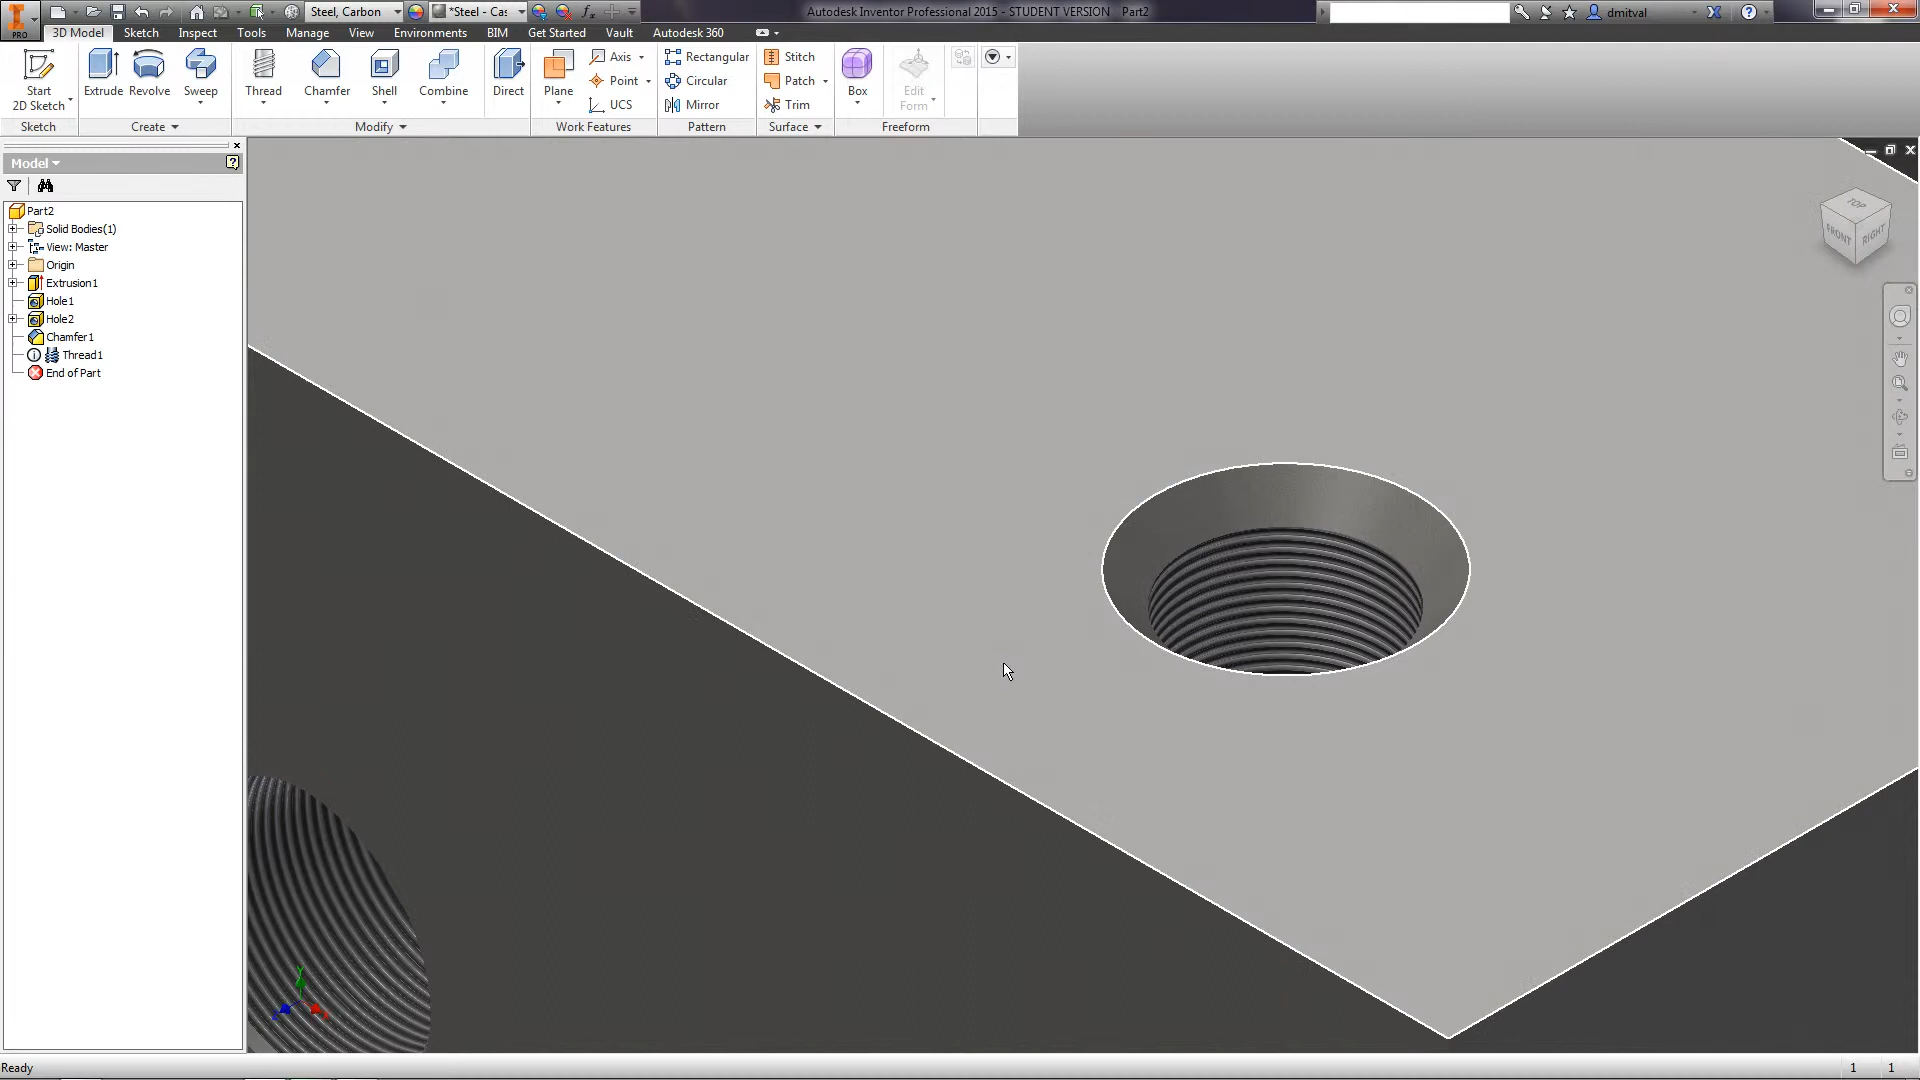 PRO
Steel, Carbon
*Steel - Cas
fx
Autodesk Inventor Professional 2015 - STUDENT VERSION Part2
dmitval
3D Model Sketch Inspect Tools Manage View Environments BIM Get Started Vault Autodesk 360
Start
2D Sketch
Extrude
Revolve
Sweep
Thread
Chamfer
Shell
Combine
Direct
Plane
Axis
Point
UCS
Rectangular
Circular
Mirror
Stitch
Patch
Trim
Box
Edit
Form
Sketch
Create
Modify
Work Features
Pattern
Surface
Freeform
Model
Part2
Solid Bodies(1)
View: Master
Origin
Extrusion1
Hole1
Hole2
Chamfer1
Thread1
End of Part
TOP
FRONT
RIGHT
Ready
1 1